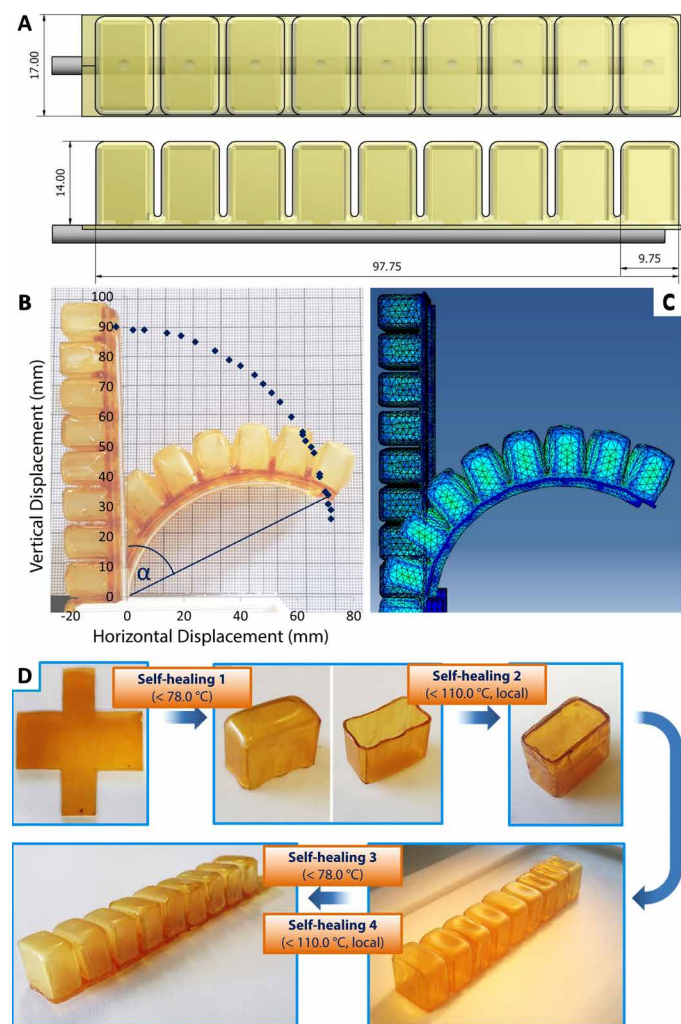 A
17.00
14.00
97.75
9.75
B
C
100
90
80
70
60
50
40
30
20
10
0
Vertical Displacement (mm)
α
-20
0
20
40
60
80
Horizontal Displacement (mm)
D
Self-healing 1
(< 78.0 °C)
Self-healing 2
(< 110.0 °C, local)
Self-healing 3
(< 78.0 °C)
Self-healing 4
(< 110.0 °C, local)